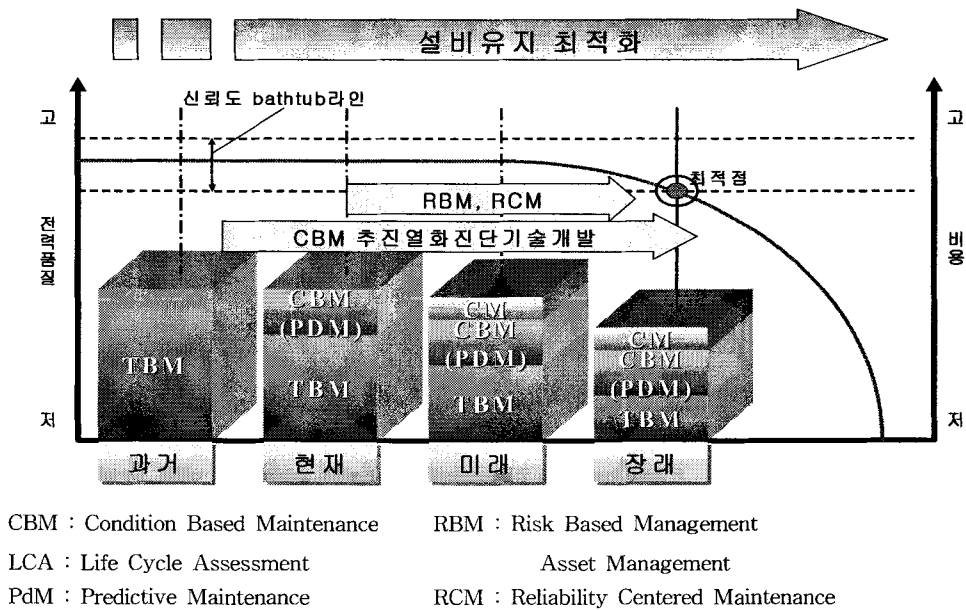 설비유지 최적화
신뢰도 bathtub라인
고
고
최적점
RBM, RCM
CBM 추진열화진단기술개발
전력품질
비용
CBM
(PDM)
CM
CBM
(PDM)
CM
CBM
(PDM)
TBM
TBM
TBM
TBM
저
저
과거
현재
미래
장래
CBM : Condition Based Maintenance
RBM : Risk Based Management
LCA : Life Cycle Assessment
Asset Management
PdM : Predictive Maintenance
RCM : Reliability Centered Maintenance